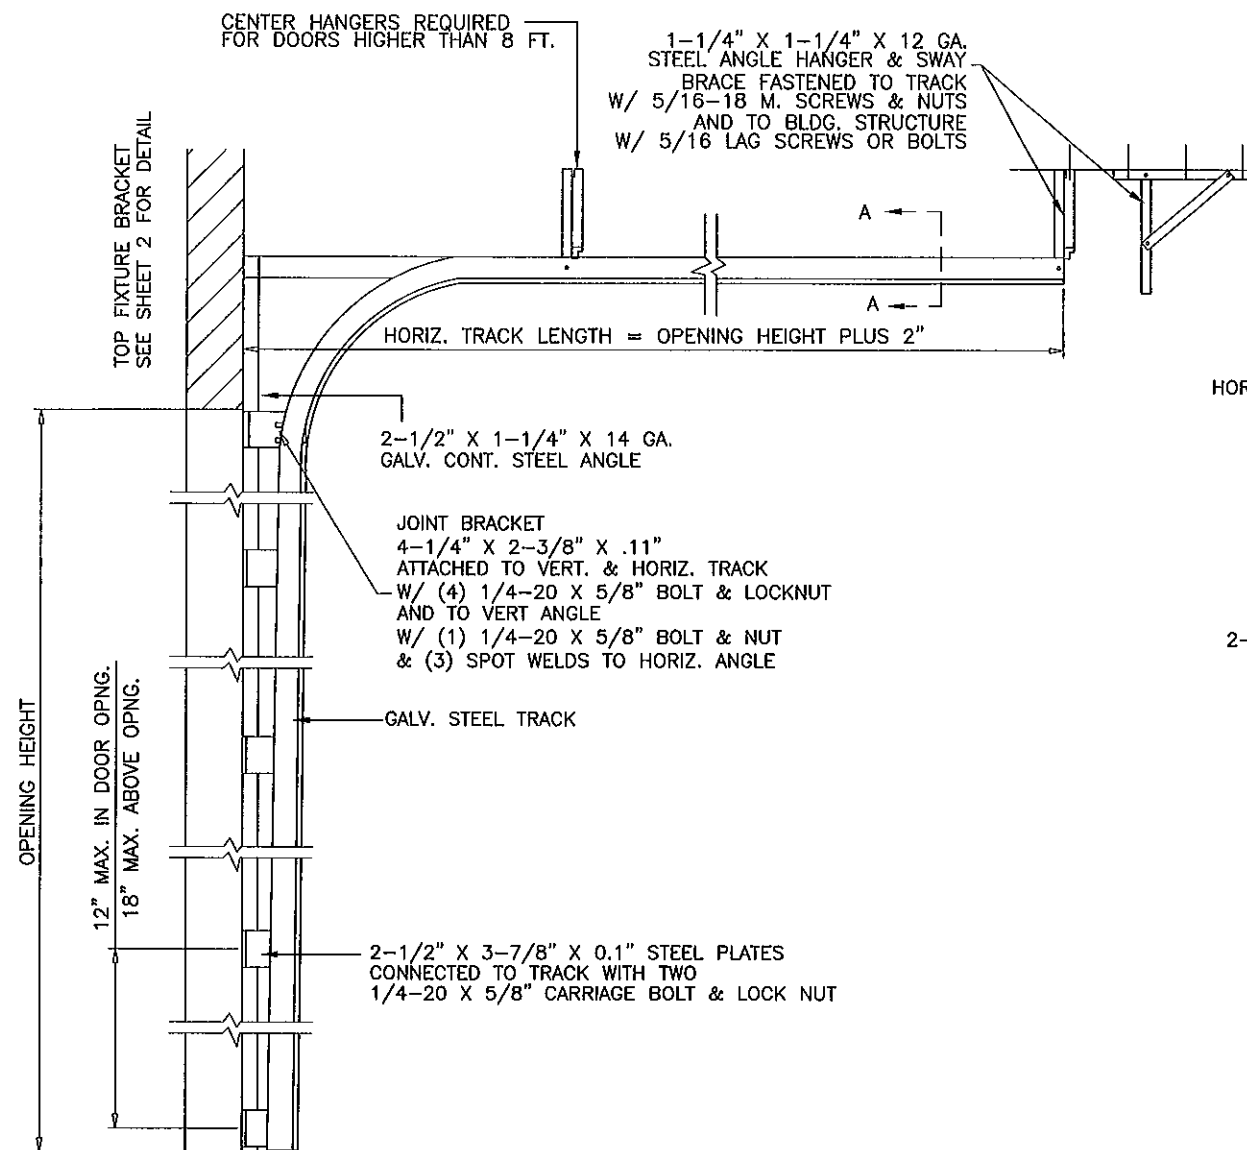 CENTER HANGERS REQUIRED
FOR DOORS HIGHER THAN 8 FT.
1-1/4" X 1-1/4" X 12 GA.
STEEL ANGLE HANGER & SWAY
BRACE FASTENED TO TRACK
W/ 5/16-18 M. SCREWS & NUTS
AND TO BLDG. STRUCTURE
W/ 5/16 LAG SCREWS OR BOLTS
TOP FIXTURE BRACKET
SEE SHEET 2 FOR DETAIL
A
A
HORIZ. TRACK LENGTH = OPENING HEIGHT PLUS 2"
HOR
2-1/2" X 1-1/4" X 14 GA.
GALV. CONT. STEEL ANGLE
JOINT BRACKET
4-1/4" X 2-3/8" X .11"
ATTACHED TO VERT. & HORIZ. TRACK
W/ (4) 1/4-20 X 5/8" BOLT & LOCKNUT
AND TO VERT ANGLE
W/ (1) 1/4-20 X 5/8" BOLT & NUT
& (3) SPOT WELDS TO HORIZ. ANGLE
2-
GALV. STEEL TRACK
OPENING HEIGHT
12" MAX. IN DOOR OPNG.
18" MAX. ABOVE OPNG.
2-1/2" X 3-7/8" X 0.1" STEEL PLATES
CONNECTED TO TRACK WITH TWO
1/4-20 X 5/8" CARRIAGE BOLT & LOCK NUT